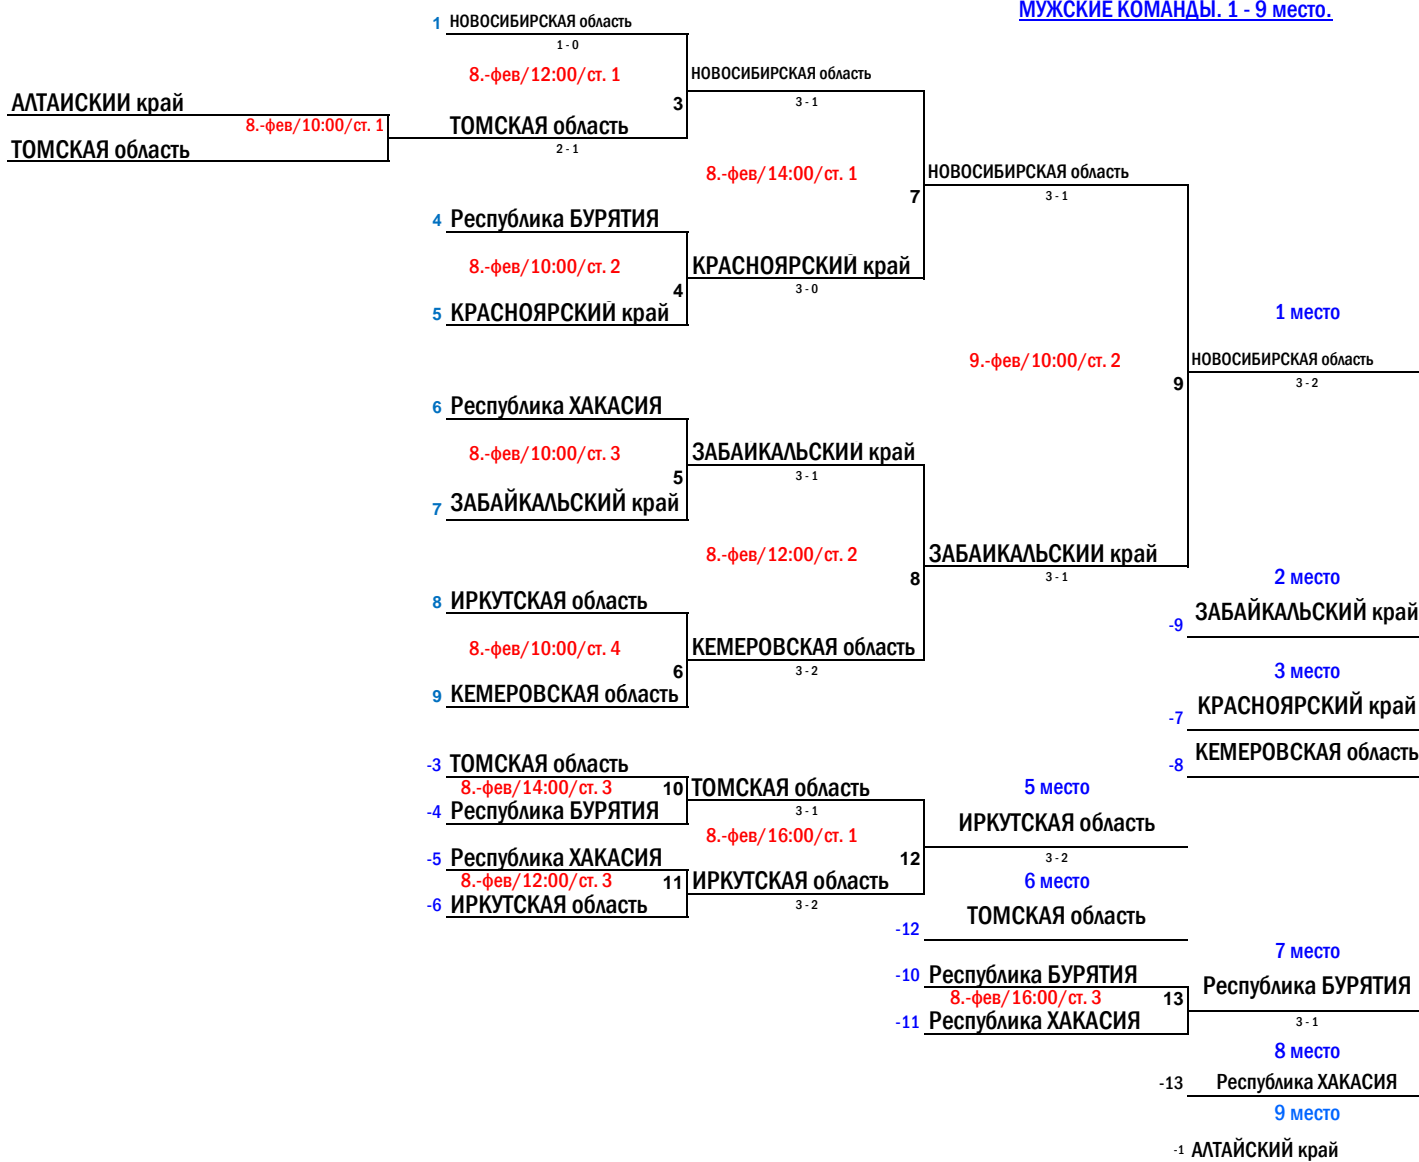 МУЖСКИЕ КОМАНДЫ. 1 - 9 место.
1 НОВОСИБИРСКАЯ область
1 - 0
8.-фев/12:00/ст. 1
НОВОСИБИРСКАЯ область
3 - 1
3
АЛТАИСКИИ край
8.-фев/10:00/ст. 1
ТОМСКАЯ область
ТОМСКАЯ область
2 - 1
8.-фев/14:00/ст. 1
НОВОСИБИРСКАЯ область
3 - 1
7
4 Республика БУРЯТИЯ
8.-фев/10:00/ст. 2
КРАСНОЯРСКИЙ край
3 - 0
4
5 КРАСНОЯРСКИЙ край
1 место
9.-фев/10:00/ст. 2
НОВОСИБИРСКАЯ область
3 - 2
9
6 Республика ХАКАСИЯ
8.-фев/10:00/ст. 3
ЗАБАИКАЛЬСКИИ край
3 - 1
5
7 ЗАБАЙКАЛЬСКИЙ край
8.-фев/12:00/ст. 2
ЗАБАИКАЛЬСКИИ край
3 - 1
8
2 место
8 ИРКУТСКАЯ область
-9 ЗАБАЙКАЛЬСКИЙ край
8.-фев/10:00/ст. 4
КЕМЕРОВСКАЯ область
3 - 2
6
3 место
9 КЕМЕРОВСКАЯ область
-7 КРАСНОЯРСКИЙ край
-8 КЕМЕРОВСКАЯ область
-3 ТОМСКАЯ область
8.-фев/14:00/ст. 3
10 ТОМСКАЯ область
3 - 1
5 место
-4 Республика БУРЯТИЯ
8.-фев/16:00/ст. 1
ИРКУТСКАЯ область
3 - 2
12
-5 Республика ХАКАСИЯ
8.-фев/12:00/ст. 3
11 ИРКУТСКАЯ область
3 - 2
6 место
-6 ИРКУТСКАЯ область
-12 ТОМСКАЯ область
7 место
-10 Республика БУРЯТИЯ
8.-фев/16:00/ст. 3
13 Республика БУРЯТИЯ
3 - 1
-11 Республика ХАКАСИЯ
8 место
-13 Республика ХАКАСИЯ
9 место
-1 АЛТАЙСКИЙ край